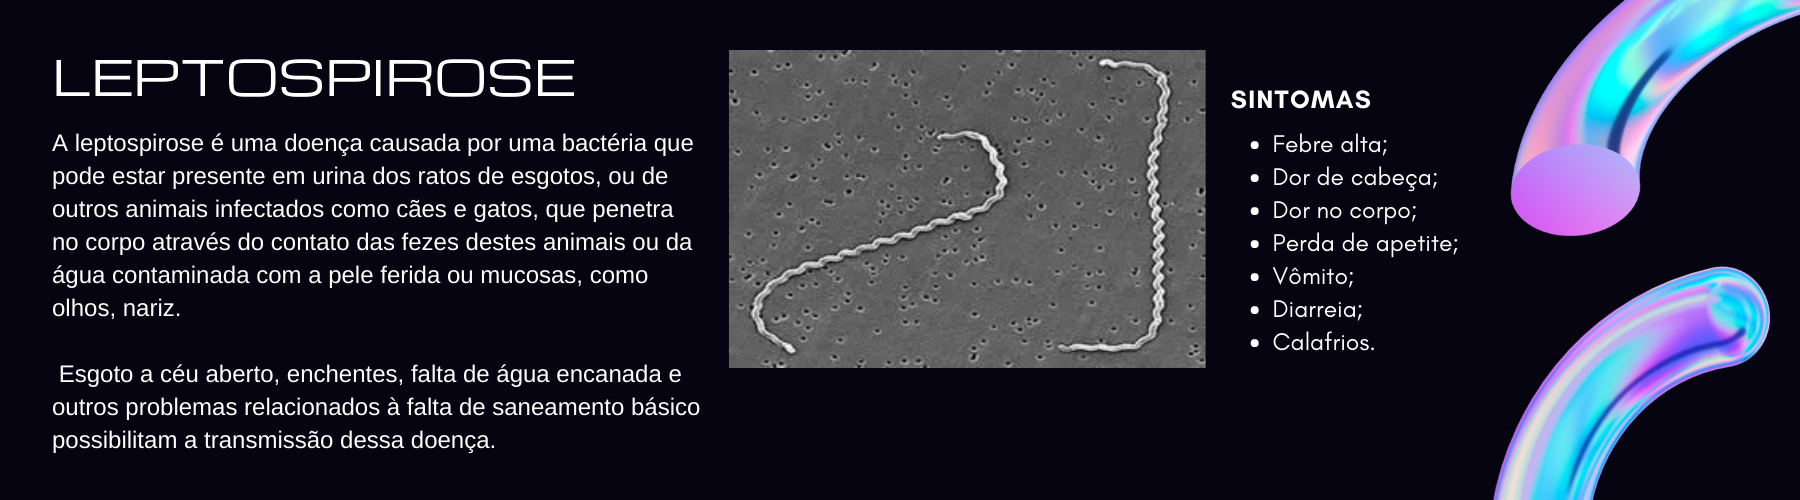 LEPTOSPIROSE
A leptospirose é uma doença causada por uma bactéria que
pode estar presente em urina dos ratos de esgotos, ou de
outros animais infectados como cães e gatos, que penetra
no corpo através do contato das fezes destes animais ou da
água contaminada com a pele ferida ou mucosas, como
olhos, nariz.
Esgoto a céu aberto, enchentes, falta de água encanada e
outros problemas relacionados à falta de saneamento básico
possibilitam a transmissão dessa doença.
SINTOMAS
• Febre alta;
• Dor de cabeça;
• Dor no corpo;
• Perda de apetite;
• Vômito;
• Diarreia;
• Calafrios.